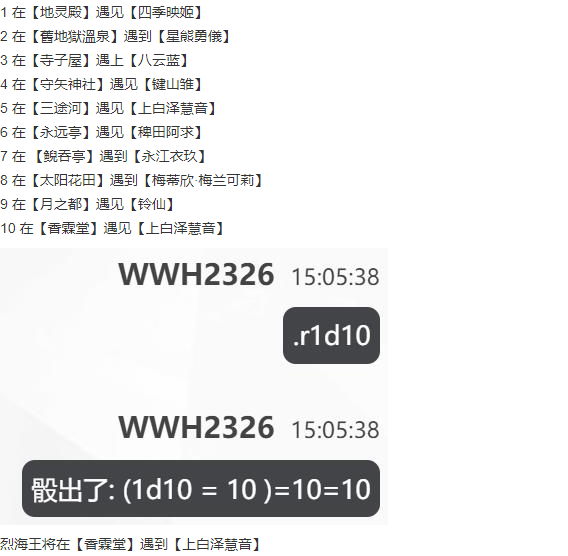 1 在【地灵殿】遇见【四季映姬】
2 在【舊地獄溫泉】遇到【星熊勇儀】
3 在【寺子屋】遇上【八云蓝】
4 在【守矢神社】遇见【键山雏】
5 在【三途河】遇见【上白泽慧音】
6 在【永远亭】遇见【稗田阿求】
7 在 【鲵吞亭】遇到【永江衣玖】
8 在【太阳花田】遇到【梅蒂欣·梅兰可莉】
9 在【月之都】遇见【铃仙】
10 在【香霖堂】遇见【上白泽慧音】
WWH2326 15:05:38
.r1d10
WWH2326 15:05:38
骰出了: (1d10 = 10 )=10=10
烈海王将在【香霖堂】遇到【上白泽慧音】